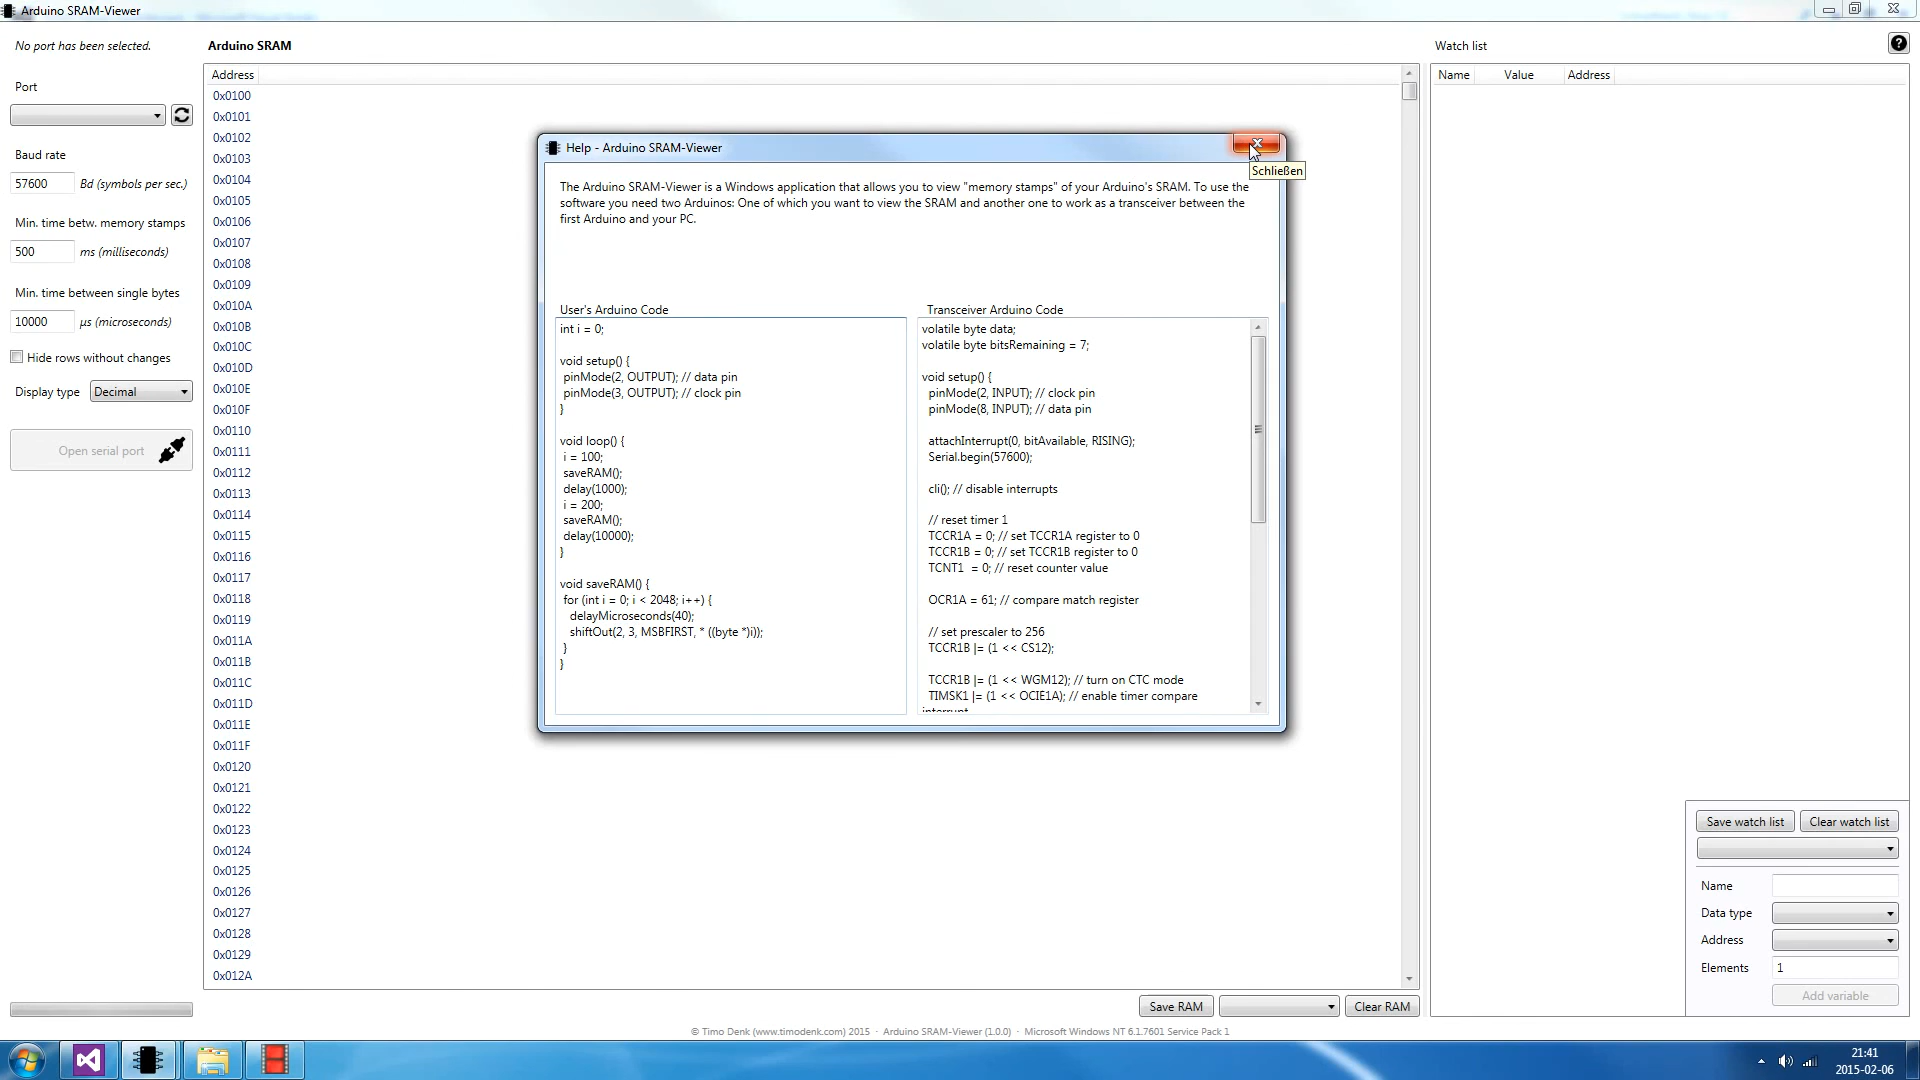 Arduino SRAM-Viewer
No port has been selected.
Port
Baud rate
57600 Bd (symbols per sec.)
Min. time betw. memory stamps
500 ms (milliseconds)
Min. time between single bytes
10000 µs (microseconds)
Hide rows without changes
Display type Decimal
Open serial port
Arduino SRAM
Address
0x0100
0x0101
0x0102
0x0103
0x0104
0x0105
0x0106
0x0107
0x0108
0x0109
0x010A
0x010B
0x010C
0x010D
0x010E
0x010F
0x0110
0x0111
0x0112
0x0113
0x0114
0x0115
0x0116
0x0117
0x0118
0x0119
0x011A
0x011B
0x011C
0x011D
0x011E
0x011F
0x0120
0x0121
0x0122
0x0123
0x0124
0x0125
0x0126
0x0127
0x0128
0x0129
0x012A
Help - Arduino SRAM-Viewer
Schließen
The Arduino SRAM-Viewer is a Windows application that allows you to view "memory stamps" of your Arduino's SRAM. To use the
software you need two Arduinos: One of which you want to view the SRAM and another one to work as a transceiver between the
first Arduino and your PC.
User's Arduino Code
int i = 0;
void setup() {
pinMode(2, OUTPUT); // data pin
pinMode(3, OUTPUT); // clock pin
}
void loop() {
i = 100;
saveRAM();
delay(1000);
i = 200;
saveRAM();
delay(10000);
}
void saveRAM() {
for (int i = 0; i < 2048; i++) {
delayMicroseconds(40);
shiftOut(2, 3, MSBFIRST, * ((byte *)i));
}
}
Transceiver Arduino Code
volatile byte data;
volatile byte bitsRemaining = 7;
void setup() {
pinMode(2, INPUT); // clock pin
pinMode(8, INPUT); // data pin
attachInterrupt(0, bitAvailable, RISING);
Serial.begin(57600);
cli(); // disable interrupts
// reset timer 1
TCCR1A = 0; // set TCCR1A register to 0
TCCR1B = 0; // set TCCR1B register to 0
TCNT1 = 0; // reset counter value
OCR1A = 61; // compare match register
// set prescaler to 256
TCCR1B |= (1 << CS12);
TCCR1B |= (1 << WGM12); // turn on CTC mode
TIMSK1 |= (1 << OCIE1A); // enable timer compare
interrupt
Watch list
?
Name Value Address
Save watch list Clear watch list
Name
Data type
Address
Elements 1
Add variable
Save RAM Clear RAM
© Timo Denk (www.timodenk.com) 2015 · Arduino SRAM-Viewer (1.0.0) · Microsoft Windows NT 6.1.7601 Service Pack 1
21:41
2015-02-06